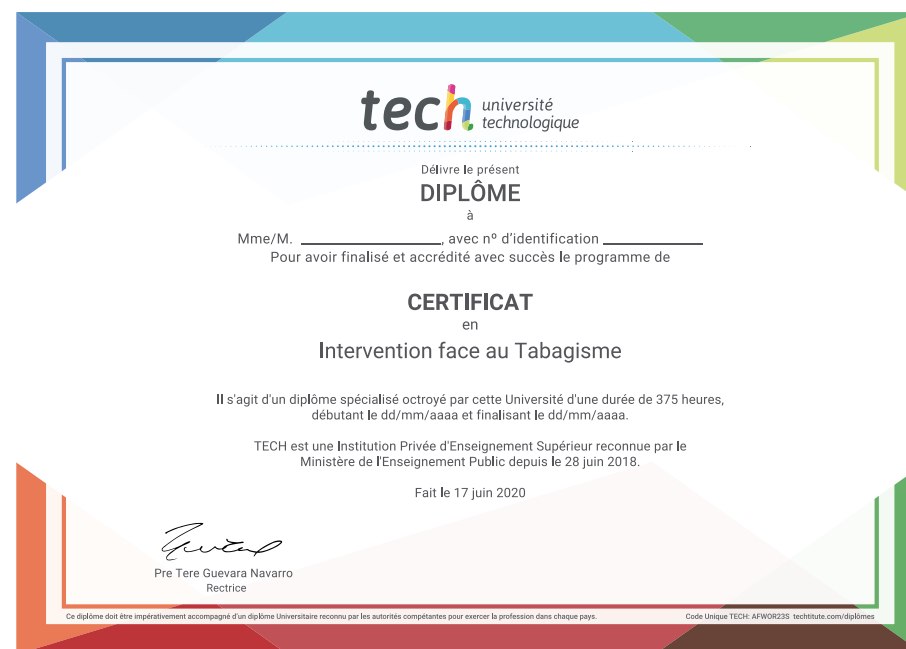 tech université
technologique
Délivre le présent
DIPLÔME
à
Mme/M. ____________________, avec nº d'identification ______________
Pour avoir finalisé et accrédité avec succès le programme de
CERTIFICAT
en
Intervention face au Tabagisme
Il s'agit d'un diplôme spécialisé octroyé par cette Université d'une durée de 375 heures,
débutant le dd/mm/aaaa et finalisant le dd/mm/aaaa.
TECH est une Institution Privée d'Enseignement Supérieur reconnue par le
Ministère de l'Enseignement Public depuis le 28 juin 2018.
Fait le 17 juin 2020
Pre Tere Guevara Navarro
Rectrice
Ce diplôme doit être impérativement accompagné d'un diplôme Universitaire reconnu par les autorités compétantes pour exercer la profession dans chaque pays.
Code Unique TECH: AFWOR23S techtitute.com/diplômes